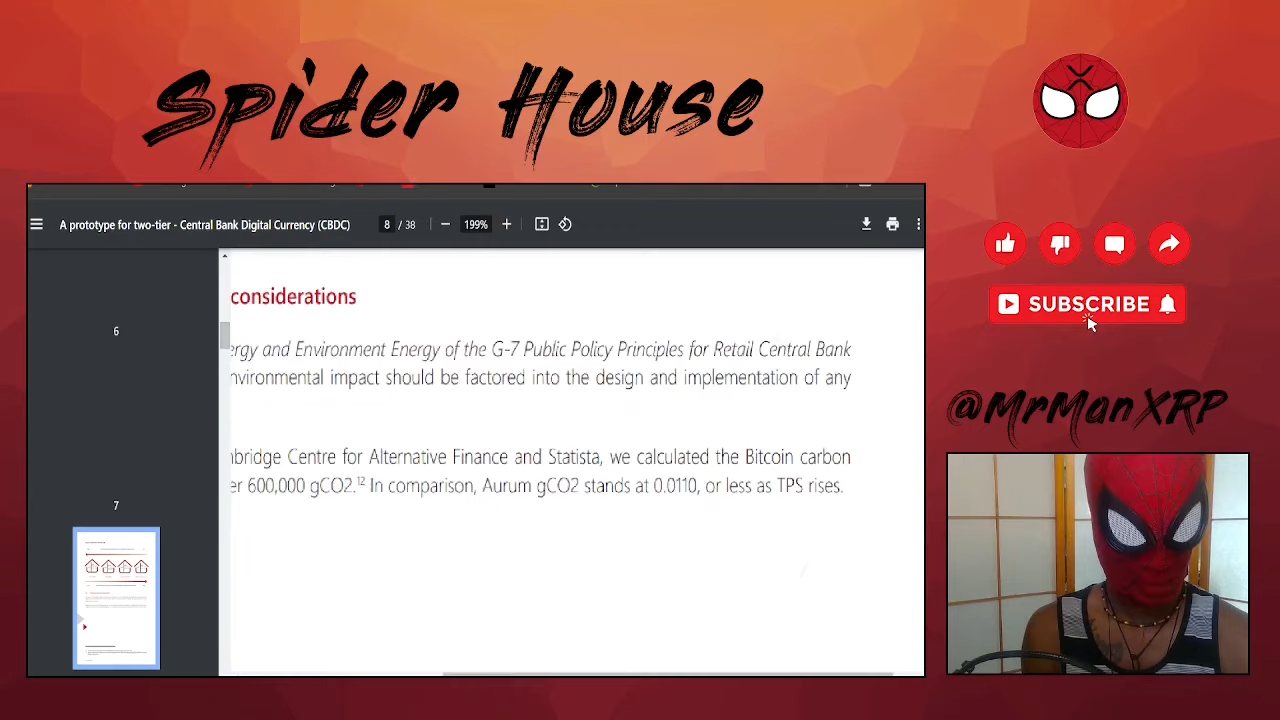 Spider House
A prototype for two-tier - Central Bank Digital Currency (CBDC)
8 / 38
199%
considerations
ergy and Environment Energy of the G-7 Public Policy Principles for Retail Central Bank
nvironmental impact should be factored into the design and implementation of any
nbridge Centre for Alternative Finance and Statista, we calculated the Bitcoin carbon
er 600,000 gCO2.12 In comparison, Aurum gCO2 stands at 0.0110, or less as TPS rises.
6
7
SUBSCRIBE
@MrManXRP